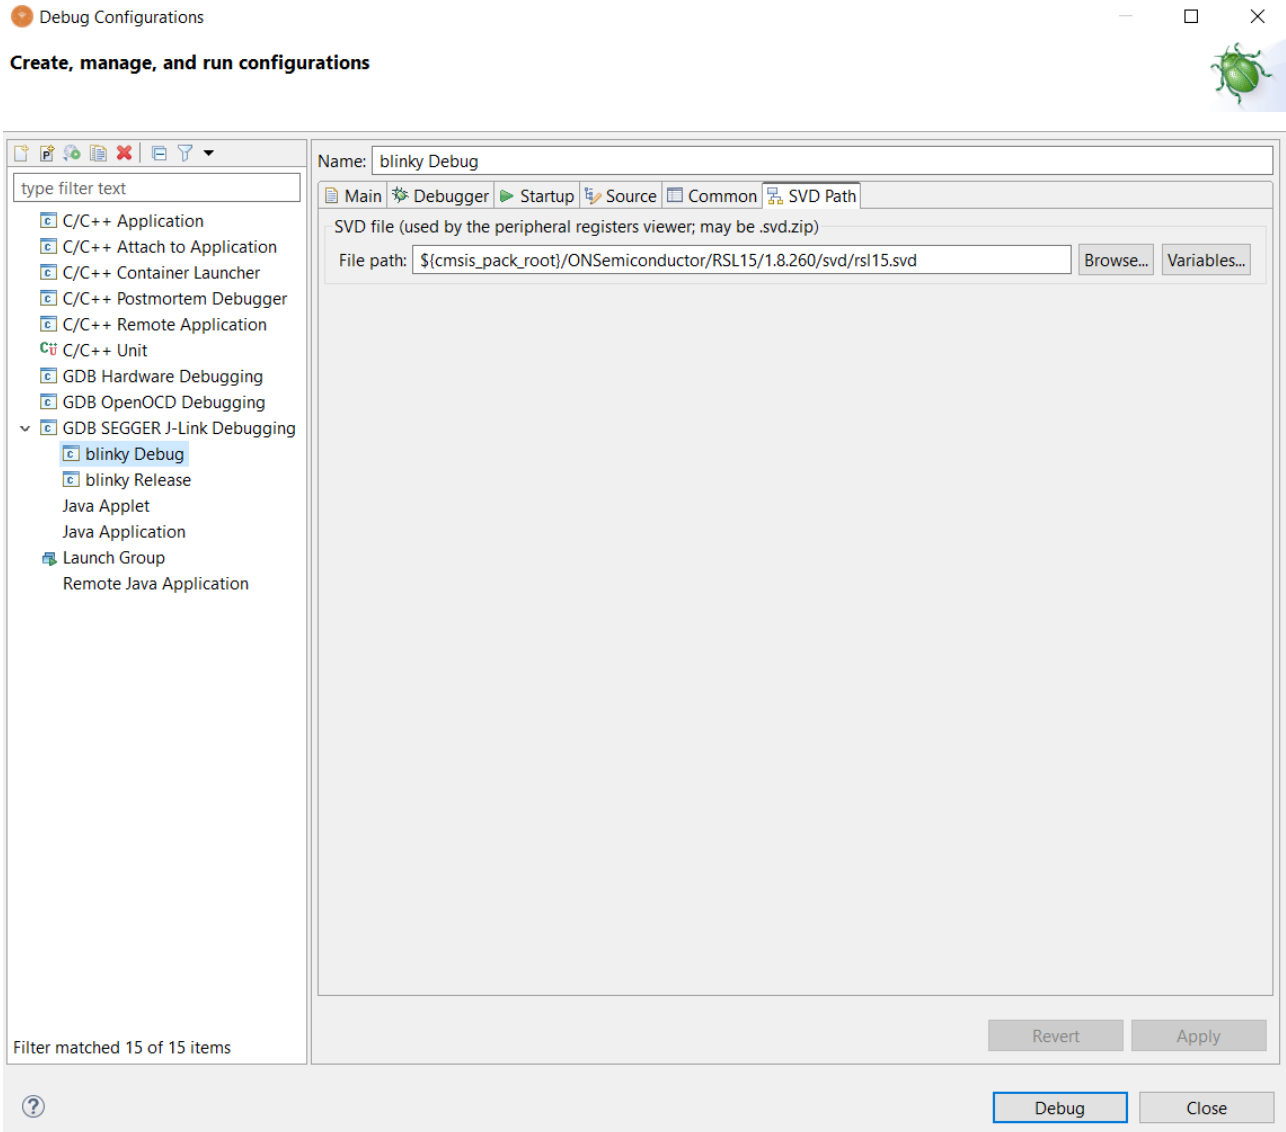 Debug Configurations
Create, manage, and run configurations
type filter text
C/C++ Application
C/C++ Attach to Application
C/C++ Container Launcher
C/C++ Postmortem Debugger
C/C++ Remote Application
C/C++ Unit
GDB Hardware Debugging
GDB OpenOCD Debugging
GDB SEGGER J-Link Debugging
blinky Debug
blinky Release
Java Applet
Java Application
Launch Group
Remote Java Application
Filter matched 15 of 15 items
Name: blinky Debug
Main Debugger Startup Source Common SVD Path
SVD file (used by the peripheral registers viewer; may be .svd.zip)
File path: ${cmsis_pack_root}/ONSemiconductor/RSL15/1.8.260/svd/rsl15.svd Browse... Variables...
Revert Apply
Debug Close